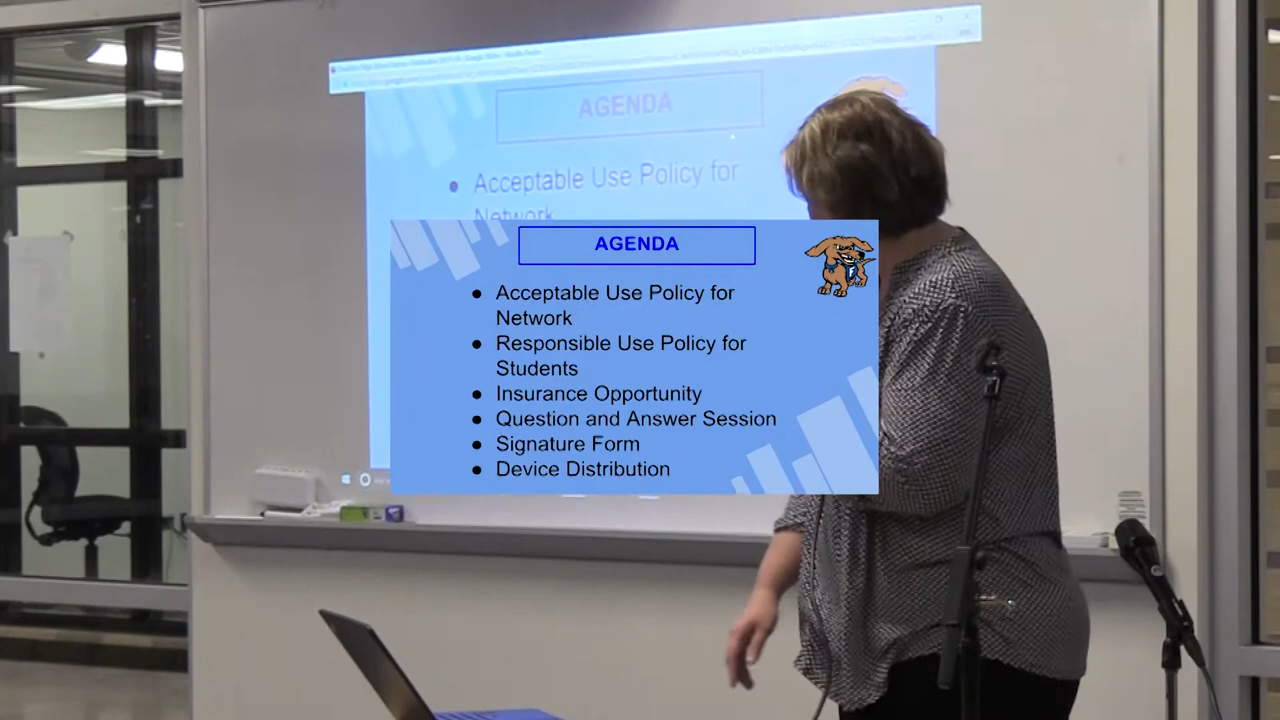 AGENDA
● Acceptable Use Policy for
Network
AGENDA
● Acceptable Use Policy for
Network
● Responsible Use Policy for
Students
● Insurance Opportunity
● Question and Answer Session
● Signature Form
● Device Distribution